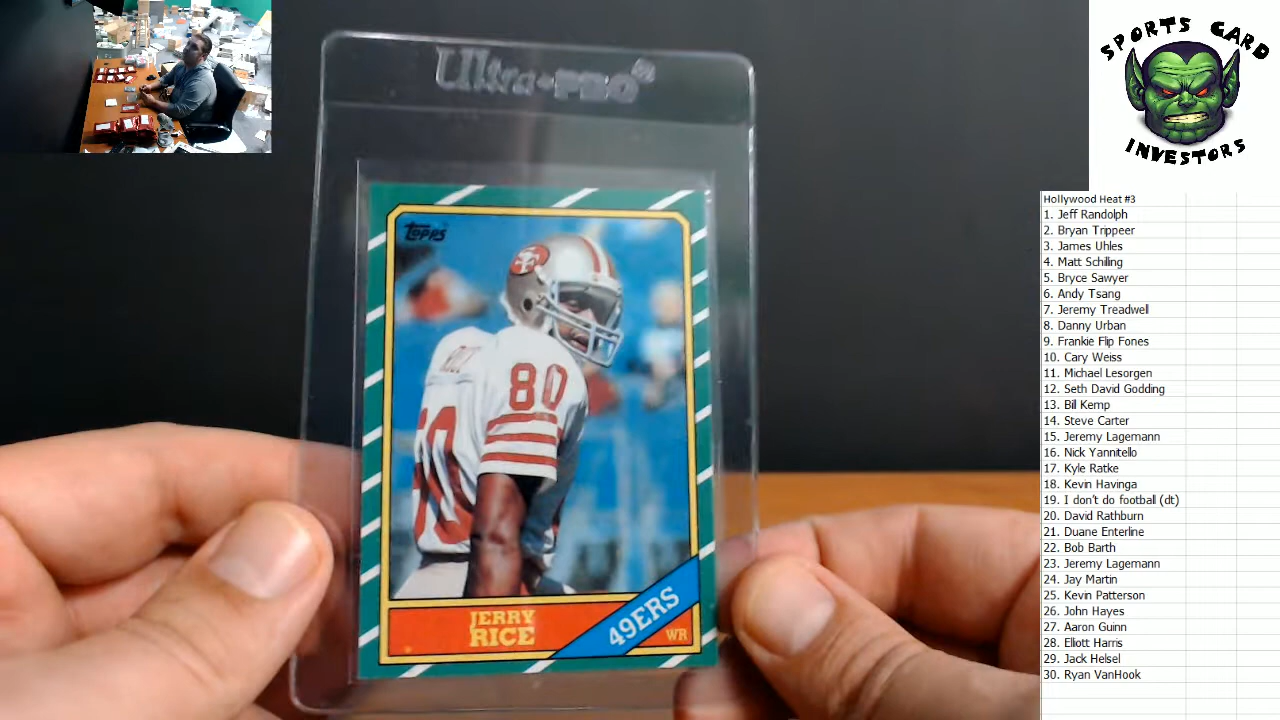 Ultra-PRO®
SPORTS CARD
INVESTORS
Topps
80
80
JERRY
RICE
49ERS
WR
Hollywood Heat #3
1. Jeff Randolph
2. Bryan Trippeer
3. James Uhles
4. Matt Schiling
5. Bryce Sawyer
6. Andy Tsang
7. Jeremy Treadwell
8. Danny Urban
9. Frankie Flip Fones
10. Cary Weiss
11. Michael Lesorgen
12. Seth David Godding
13. Bill Kemp
14. Steve Carter
15. Jeremy Lagemann
16. Nick Yannitello
17. Kyle Ratke
18. Kevin Havinga
19. I don't do football (dt)
20. David Rathburn
21. Duane Enterline
22. Bob Barth
23. Jeremy Lagemann
24. Jay Martin
25. Kevin Patterson
26. John Hayes
27. Aaron Guinn
28. Eliott Harris
29. Jack Helsel
30. Ryan VanHook